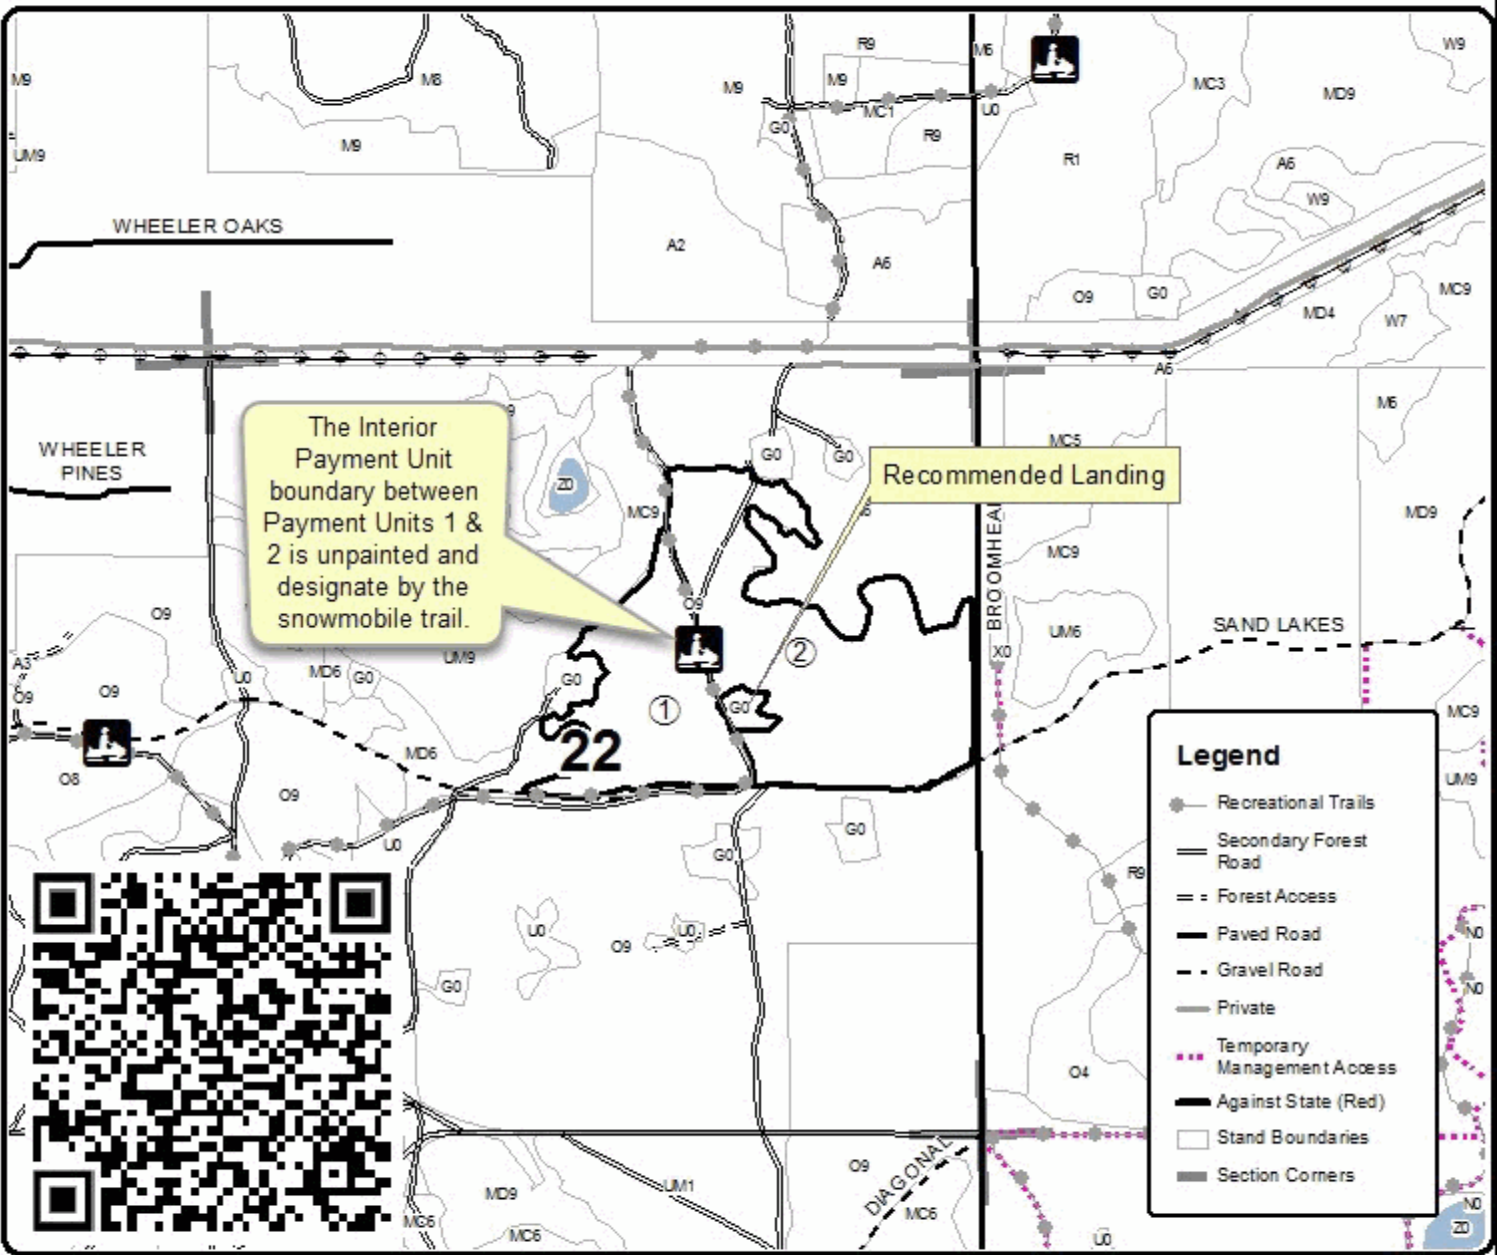 R9
M6
W9
M9
M8
M9
M9
MC3
MD9
MC1
U0
G0
R9
M9
UM9
R1
A6
W9
WHEELER OAKS
A2
A6
MC9
O9
G0
MD4
W7
A6
M6
The Interior
Payment Unit
boundary between
Payment Units 1 &
2 is unpainted and
designate by the
snowmobile trail.
9
WHEELER
PINES
MC5
G0
G0
Recommended Landing
Z0
MC9
MD9
BROOMHEAD
MC9
O9
O9
SAND LAKES
UM6
UM9
2
X0
A3
MD6
G0
U0
G0
O9
O9
1
G0
MC9
22
MD6
O8
O9
UM9
U0
G0
G0
R9
U0
U0
O9
N0
G0
N0
O4
O9
DIAGONAL
MD9
UM1
MC6
MC6
MC6
U0
N0
Z0
Legend
Recreational Trails
Secondary Forest
Road
Forest Access
Paved Road
Gravel Road
Private
Temporary
Management Access
Against State (Red)
Stand Boundaries
Section Corners